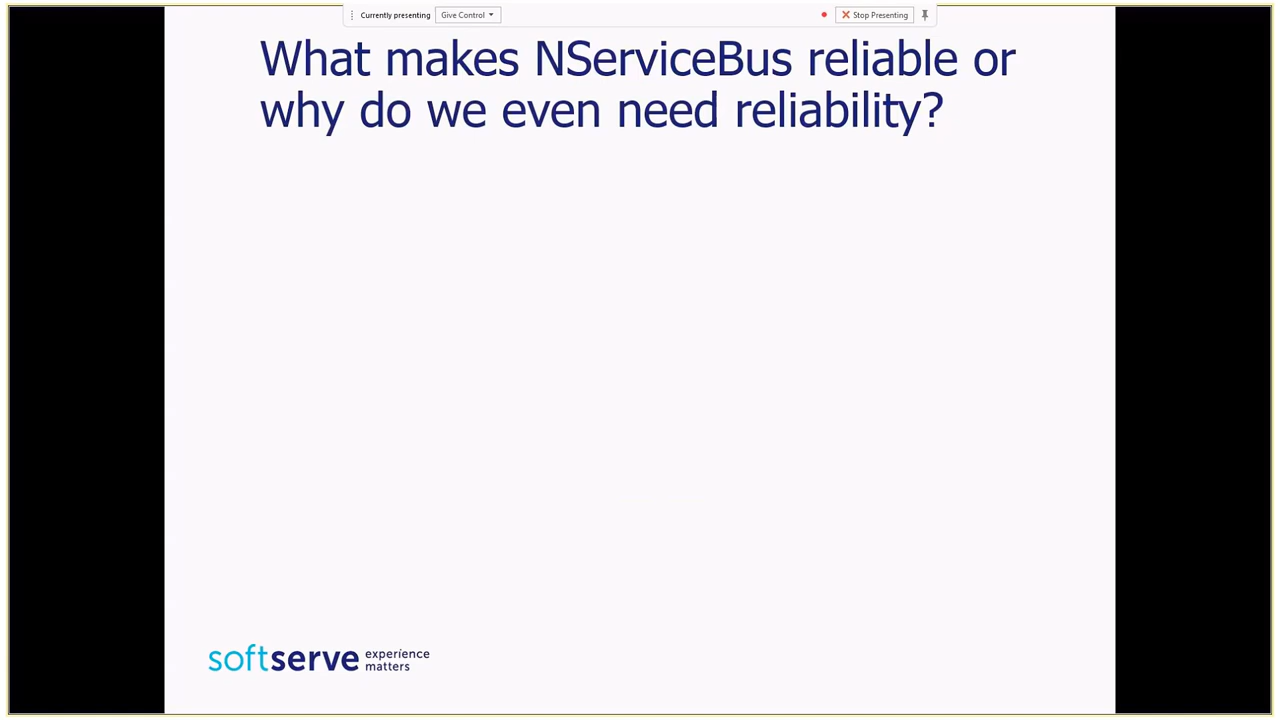 Currently presenting Give Control Stop Presenting
What makes NServiceBus reliable or
why do we even need reliability?
softserve experience
matters